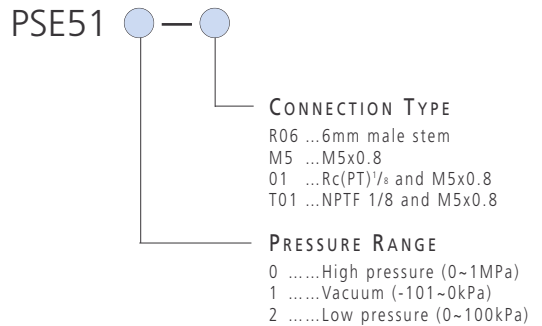 PSE51 —
CONNECTION TYPE
R06 ...6mm male stem
M5 ...M5x0.8
01 ...Rc(PT)1/8 and M5x0.8
T01 ...NPTF 1/8 and M5x0.8
PRESSURE RANGE
0 ......High pressure (0~1MPa)
1 ......Vacuum (-101~0kPa)
2 ......Low pressure (0~100kPa)